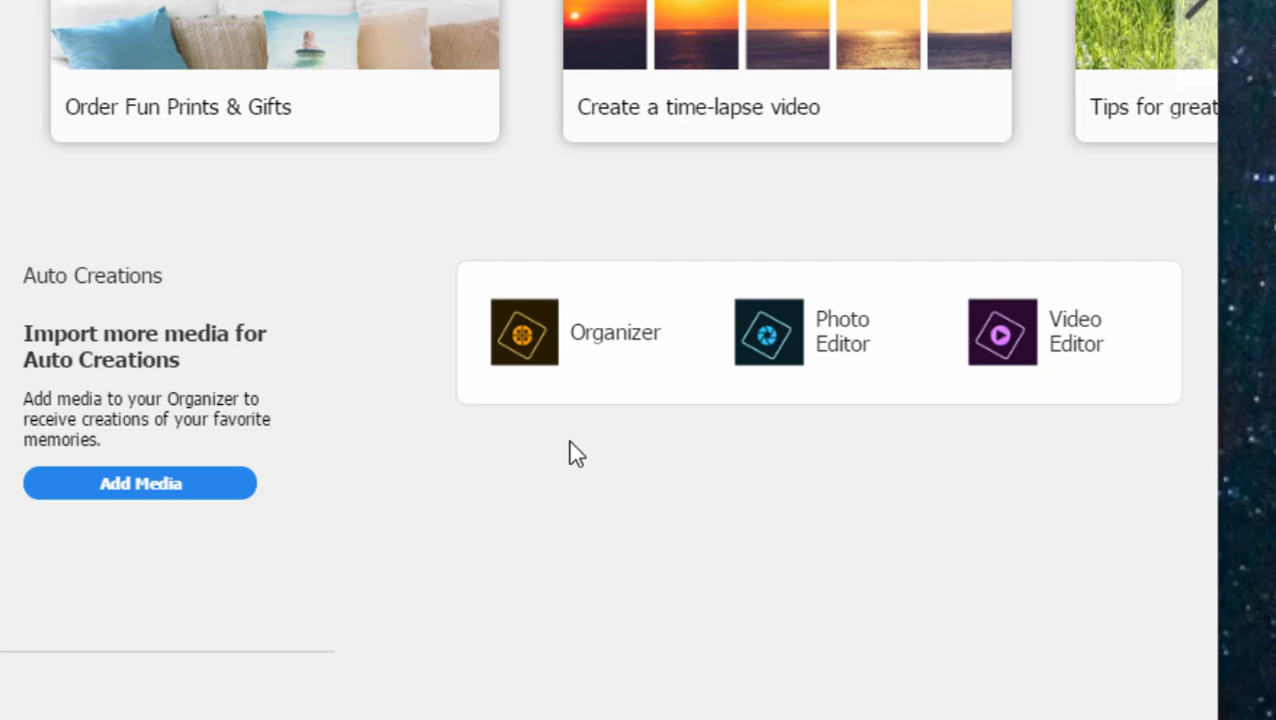 Order Fun Prints & Gifts
Create a time-lapse video
Tips for great
Auto Creations
Import more media for
Auto Creations
Add media to your Organizer to
receive creations of your favorite
memories.
Add Media
Organizer
Photo
Editor
Video
Editor